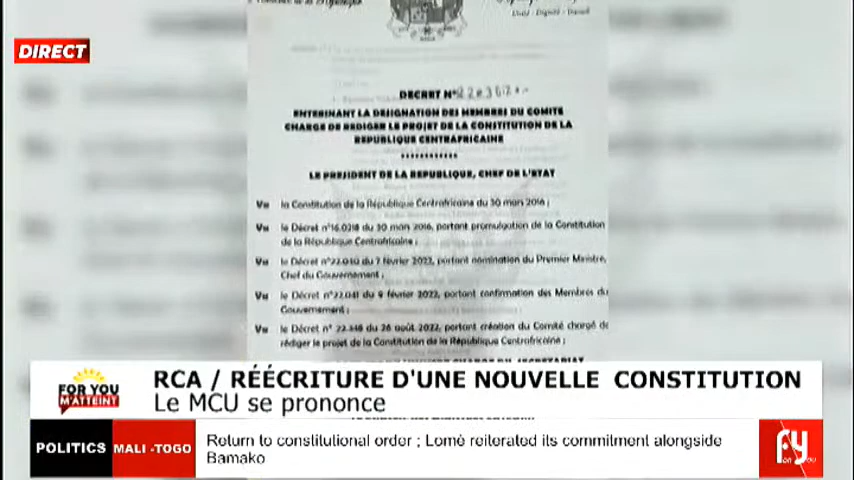 DIRECT
Unité - Dignité - Travail
DECRET N°
ENTERINANT LA DESIGNATION DES MEMBRES DU COMITE
CHARGE DE REDIGER LE PROJET DE LA CONSTITUTION DE LA
REPUBLIQUE CENTRAFRICAINE
************
LE PRESIDENT DE LA REPUBLIQUE, CHEF DE L'ETAT
Vu la Constitution de la République Centrafricaine du 30 mars 2016 ;
Vu le Décret n°16.0218 du 30 mars 2016, portant promulgation de la Constitution
de la République Centrafricaine ;
Vu le Décret n°22.030 du 7 février 2022, portant nomination du Premier Ministre,
Chef du Gouvernement ;
Vu le Décret n°22.041 du 9 février 2022, portant confirmation des Membres du
Gouvernement ;
Vu le Décret n° 22.348 du 26 août 2022, portant création du Comité chargé de
rédiger le projet de la Constitution de la République Centrafricaine ;
FOR YOU
M'ATTEINT
RCA / RÉÉCRITURE D'UNE NOUVELLE CONSTITUTION
Le MCU se prononce
POLITICS MALI -TOGO
Return to constitutional order ; Lomé reiterated its commitment alongside
Bamako
For You